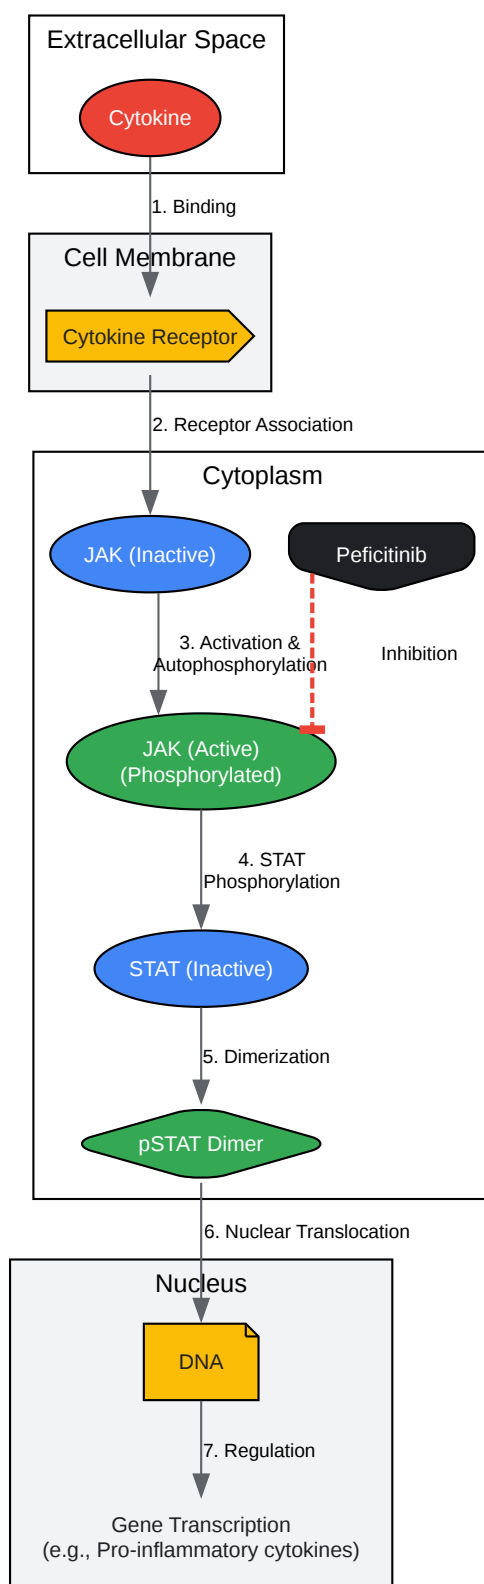 Extracellular Space
Cytokine
1. Binding
Cell Membrane
Cytokine Receptor
2. Receptor Association
Cytoplasm
JAK (Inactive)
Peficitinib
3. Activation &
Autophosphorylation
Inhibition
JAK (Active)
(Phosphorylated)
4. STAT
Phosphorylation
STAT (Inactive)
5. Dimerization
pSTAT Dimer
6. Nuclear Translocation
Nucleus
DNA
7. Regulation
Gene Transcription
(e.g., Pro-inflammatory cytokines)